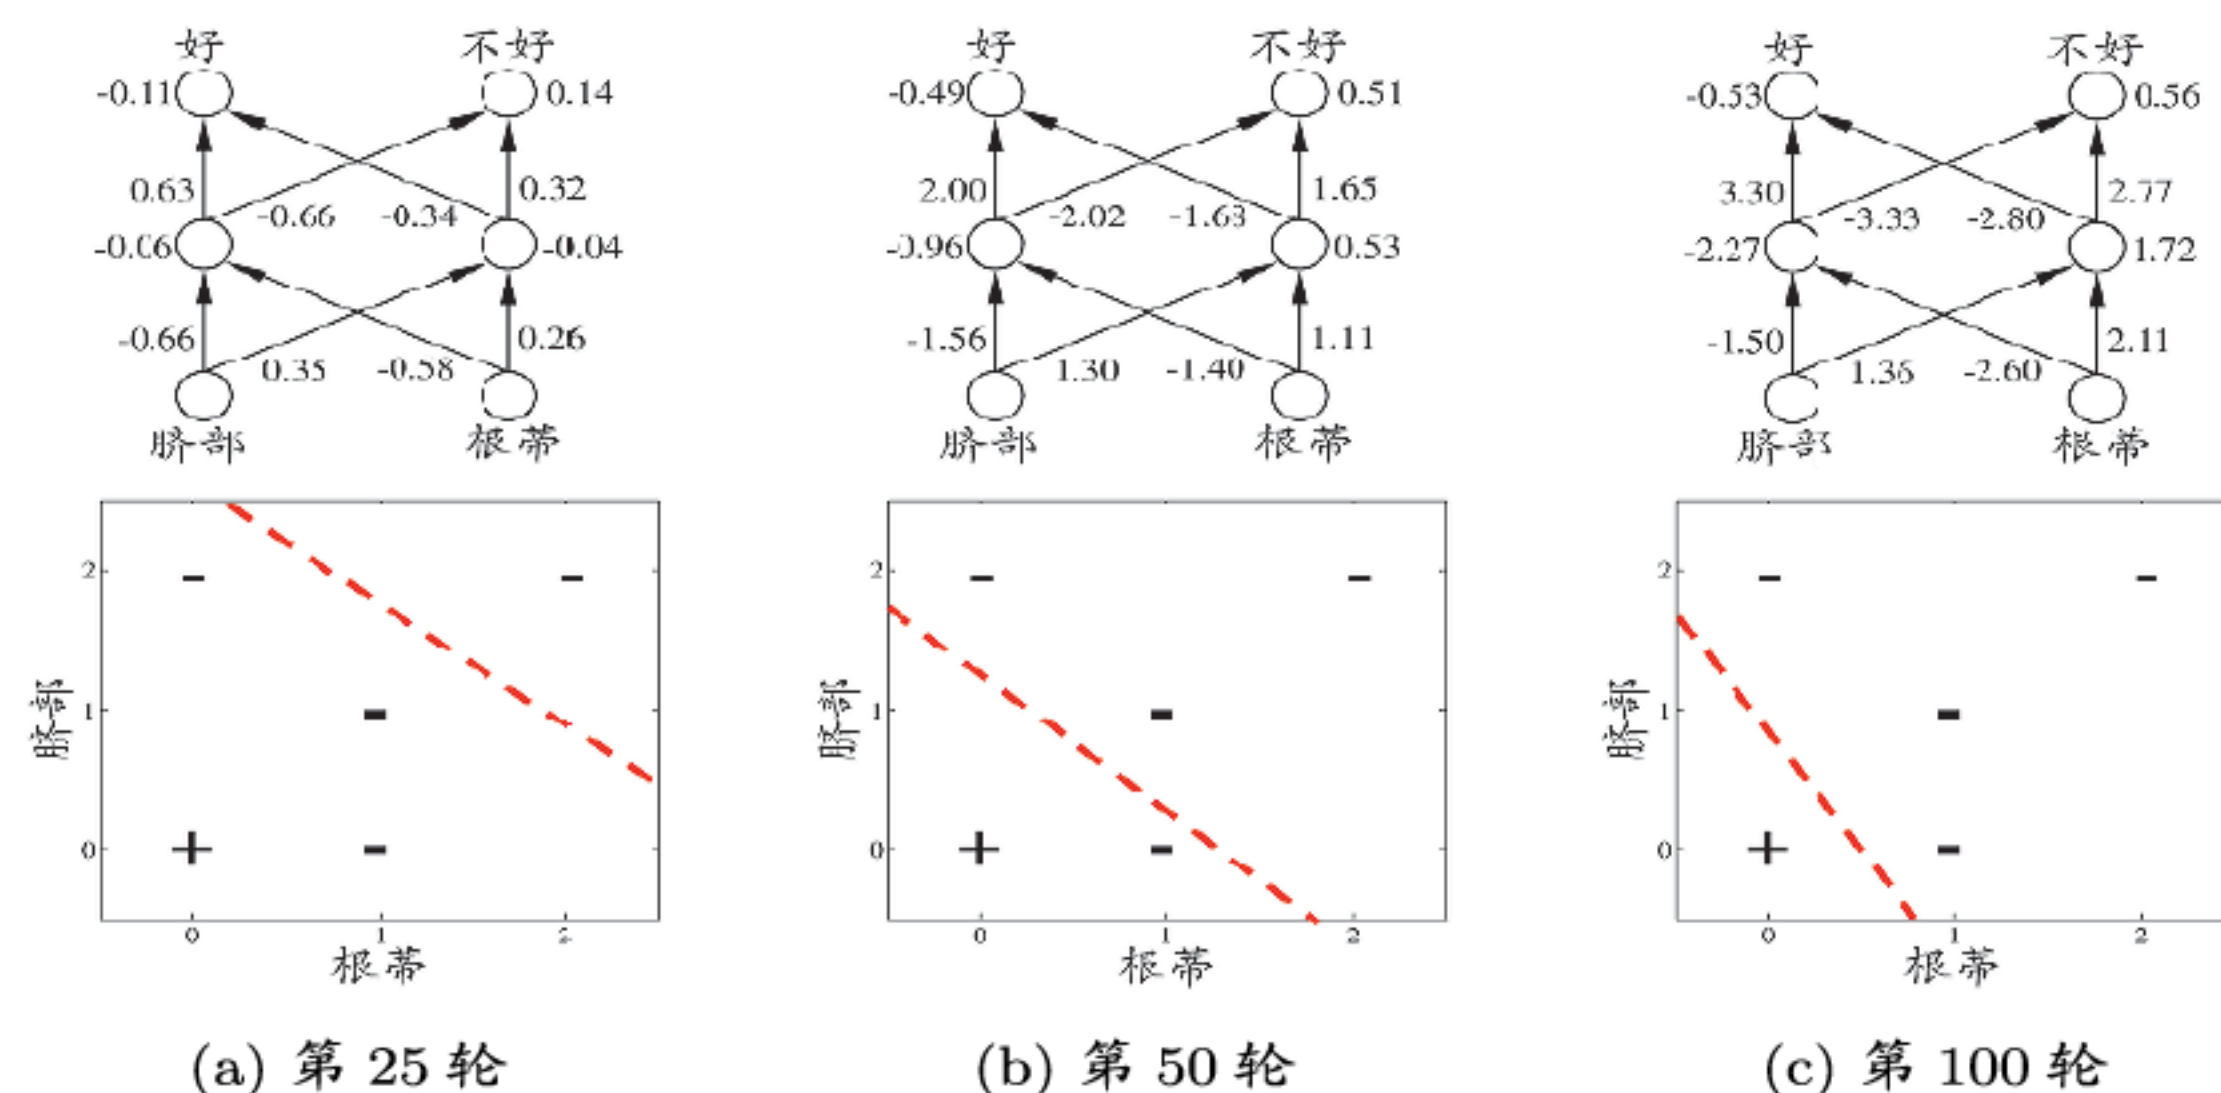 好 不好 好 不好 好 不好
-0.11 0.14 -0.49 0.51 -0.53 0.56
0.63 0.32 2.00 1.65 3.30 2.77
-0.66 -0.34 -2.02 -1.63 -3.33 -2.80
-0.06 -0.04 -0.96 0.53 -2.27 1.72
-0.66 0.26 -1.56 1.11 -1.50 2.11
0.35 -0.58 1.30 -1.40 1.36 -2.60
脐部 根蒂 脐部 根蒂 脐部 根蒂
2 2 2
脐部 脐部 脐部
1 1 1
0 0 0
0 1 2 0 1 2 0 1 2
根蒂 根蒂 根蒂
(a) 第 25 轮 (b) 第 50 轮 (c) 第 100 轮